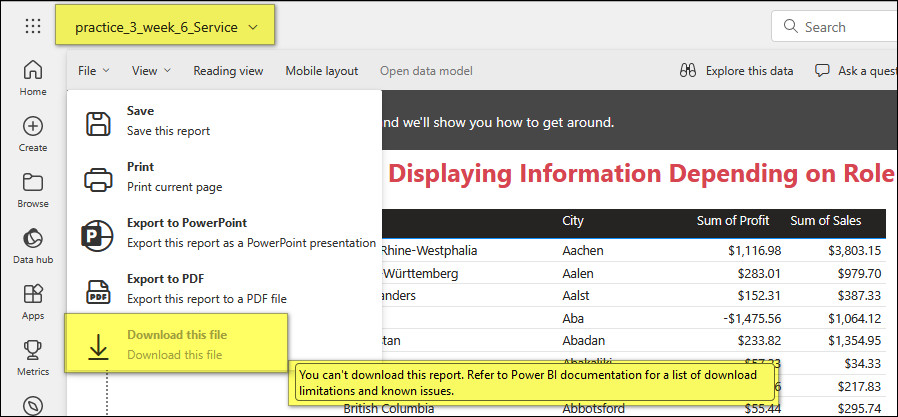 practice_3_week_6_Service
Search
File View Reading view Mobile layout Open data model Explore this data Ask a quest
Home
Create
Browse
Data hub
Apps
Metrics
Save
Save this report
Print
Print current page
Export to PowerPoint
Export this report as a PowerPoint presentation
Export to PDF
Export this report to a PDF file
Download this file
Download this file
You can't download this report. Refer to Power BI documentation for a list of download
limitations and known issues.
nd we'll show you how to get around.
Displaying Information Depending on Role
City Sum of Profit Sum of Sales
Rhine-Westphalia Aachen $1,116.98 $3,803.15
-Württemberg Aalen $283.01 $979.70
anders Aalst $152.31 $387.33
Aba -$1,475.56 $1,064.12
tan Abadan $233.82 $1,354.95
Abakaliki $57.33 $34.33
$217.83
British Columbia Abbotsford $55.44 $295.74